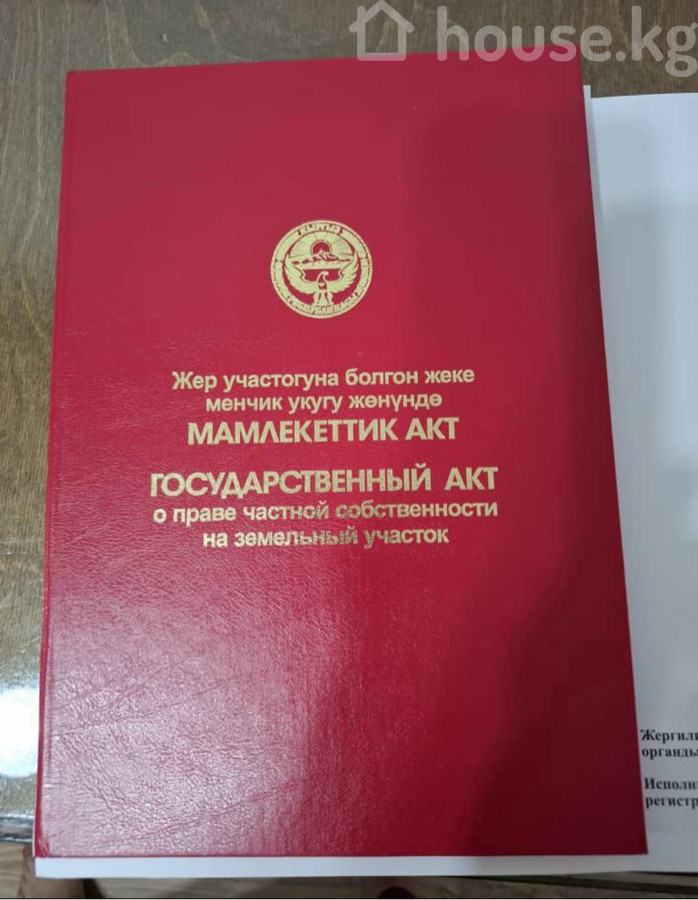 house.kg
Жер участогуна болгон жеке
менчик укугу жөнүндө
МАМЛЕКЕТТИК АКТ
ГОСУДАРСТВЕННЫЙ АКТ
о праве частной собственности
на земельный участок